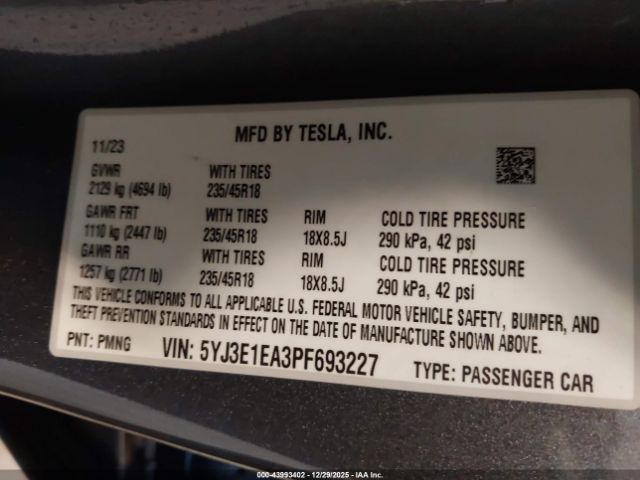 11/23 MFD BY TESLA, INC.
GVWR WITH TIRES
2129 kg (4694 lb) 235/45R18
GAWR FRT WITH TIRES RIM COLD TIRE PRESSURE
1110 kg (2447 lb) 235/45R18 18X8.5J 290 kPa, 42 psi
GAWR RR WITH TIRES RIM COLD TIRE PRESSURE
1257 kg (2771 lb) 235/45R18 18X8.5J 290 kPa, 42 psi
THIS VEHICLE CONFORMS TO ALL APPLICABLE U.S. FEDERAL MOTOR VEHICLE SAFETY, BUMPER, AND
THEFT PREVENTION STANDARDS IN EFFECT ON THE DATE OF MANUFACTURE SHOWN ABOVE.
PNT: PMNG VIN: 5YJ3E1EA3PF693227 TYPE: PASSENGER CAR
000-43993402 - 12/29/2025 - IAA Inc.